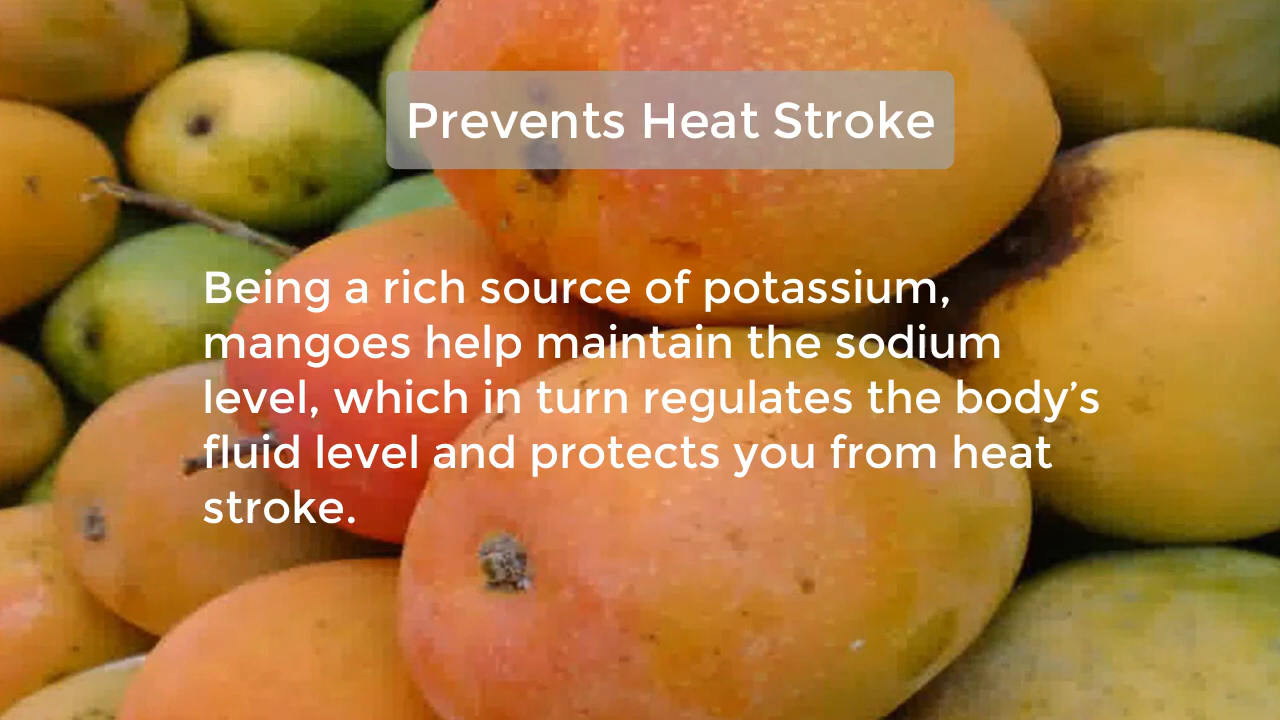 Prevents Heat Stroke
Being a rich source of potassium,
mangoes help maintain the sodium
level, which in turn regulates the body’s
fluid level and protects you from heat
stroke.